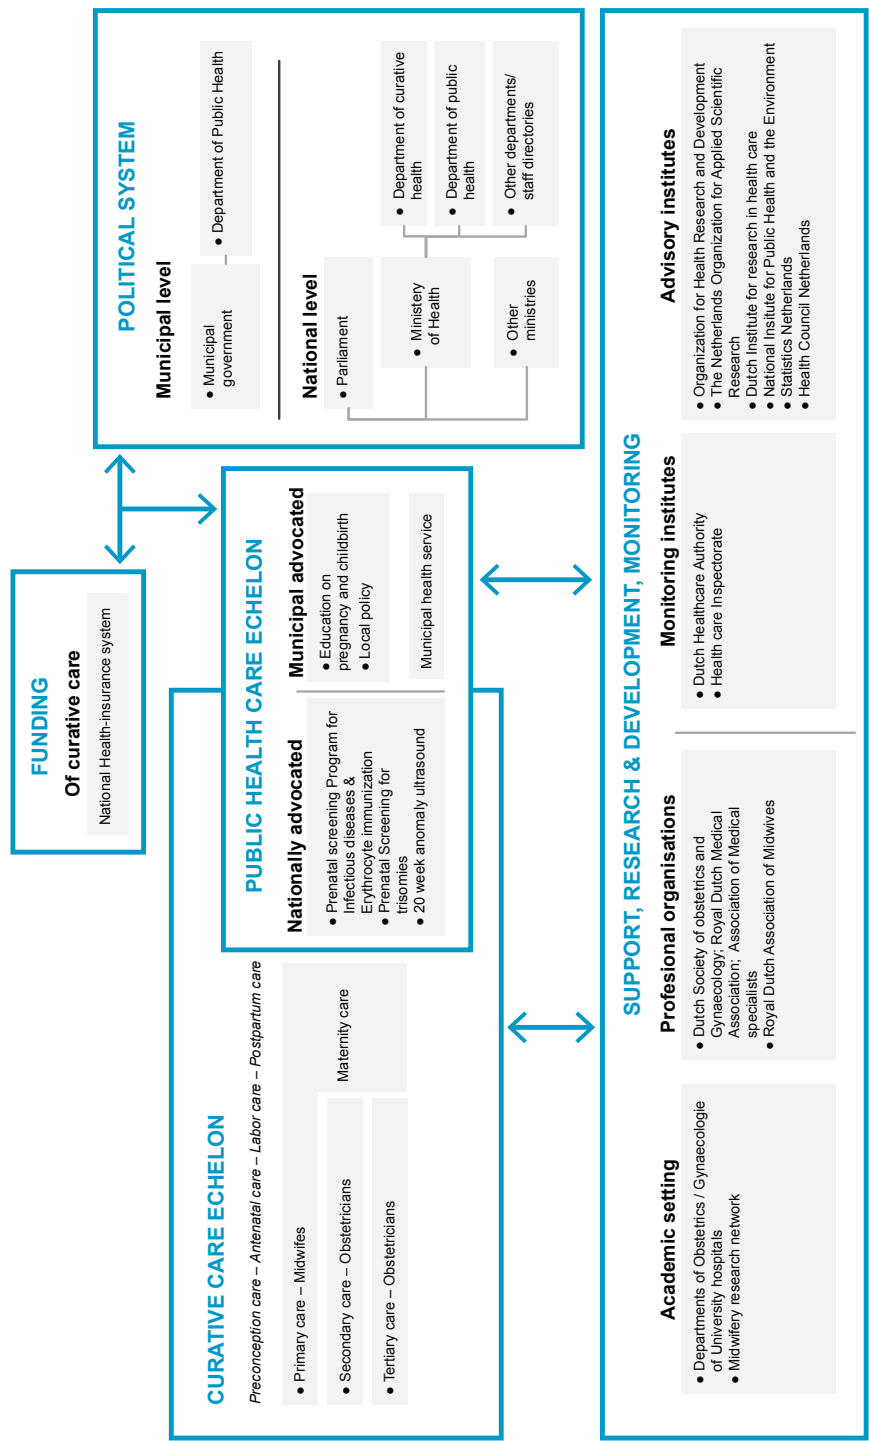 FUNDING
Of curative care
National Health-insurance system
CURATIVE CARE ECHELON
Preconception care – Antenatal care – Labor care – Postpartum care
● Primary care – Midwifes
● Secondary care – Obstetricians
● Tertiary care – Obstetricians
Maternity care
PUBLIC HEALTH CARE ECHELON
Nationally advocated
● Prenatal screening Program for
Infectious diseases &
Erythrocyte immunization
● Prenatal Screening for
trisomies
● 20 week anomaly ultrasound
Municipal advocated
● Education on
pregnancy and childbirth
● Local policy
Municipal health service
POLITICAL SYSTEM
Municipal level
● Municipal
government
● Department of Public Health
National level
● Parliament
● Ministery
of Health
● Other
ministries
● Department of curative
health
● Department of public
health
● Other departments/
staff directories
SUPPORT, RESEARCH & DEVELOPMENT, MONITORING
Academic setting
● Departments of Obstetrics / Gynaecologie
of University hospitals
● Midwifery research network
Profesional organisations
● Dutch Society of obstetrics and
Gynaecology; Royal Dutch Medical
Association; Association of Medical
specialists
● Royal Dutch Association of Midwives
Monitoring institutes
● Dutch Healthcare Authority
● Health care Inspectorate
Advisory institutes
● Organization for Health Research and Development
● The Netherlands Organization for Applied Scientific
Research
● Dutch Institute for research in health care
● National Insitute for Public Health and the Environment
● Statistics Netherlands
● Health Council Netherlands